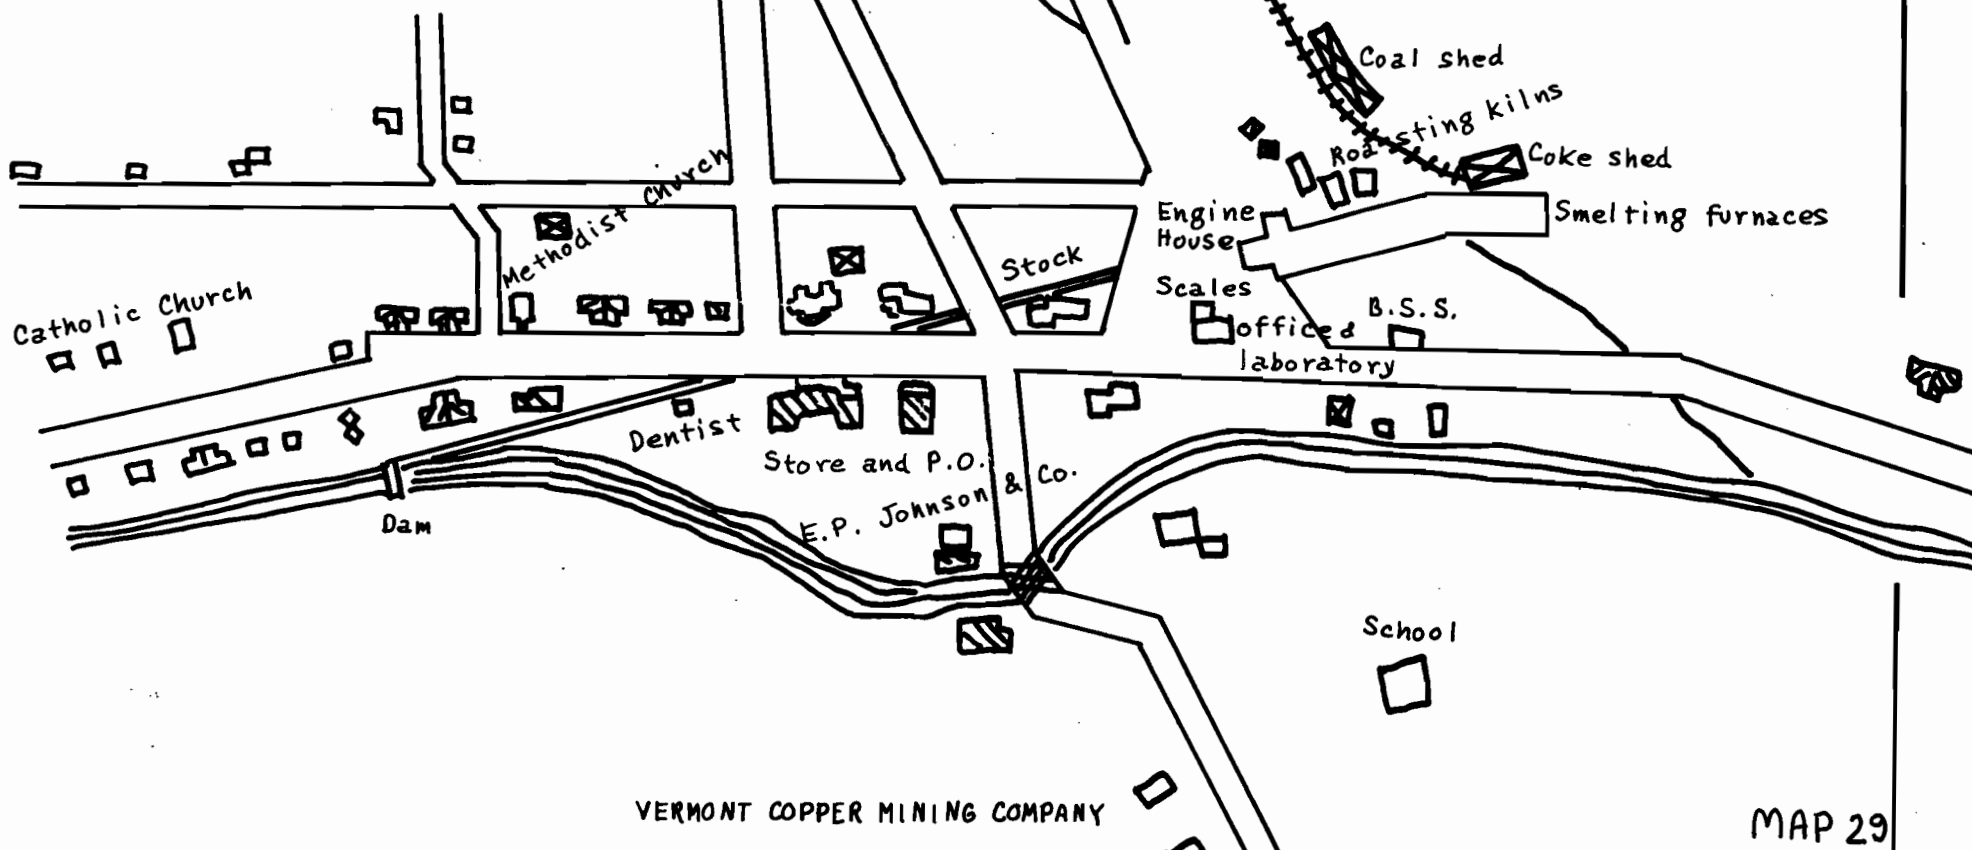 Coal shed
Roasting kilns
Coke shed
Methodist Church
Engine
House
Smelting furnaces
Stock
Scales
Catholic Church
B.S.S.
office &
laboratory
Dentist
Store and P.O.
E.P. Johnson & Co.
Dam
School
VERMONT COPPER MINING COMPANY
MAP 29